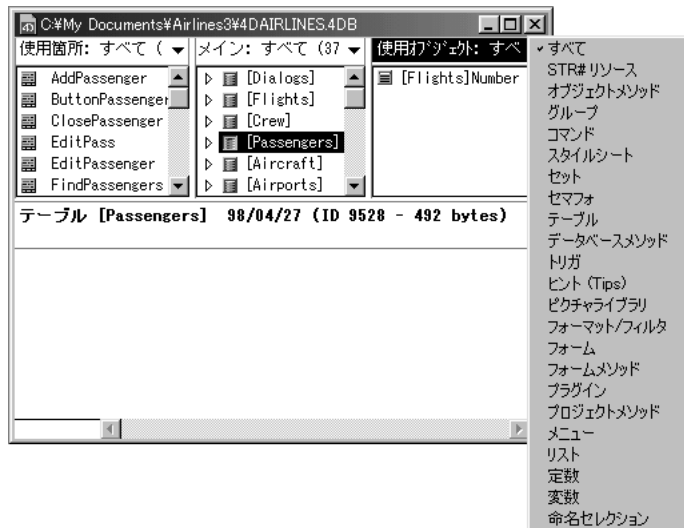 C:¥My Documents¥Airlines3¥4DAIRLINES.4DB
使用箇所: すべて (
メイン: すべて (37
使用ｵﾌﾞｼﾞｪｸﾄ: すべ
AddPassenger
ButtonPassenger
ClosePassenger
EditPass
EditPassenger
FindPassengers
[Dialogs]
[Flights]
[Crew]
[Passengers]
[Aircraft]
[Airports]
[Flights]Number
テーブル [Passengers] 98/04/27 (ID 9528 - 492 bytes)
すべて
STR# リソース
オブジェクトメソッド
グループ
コマンド
スタイルシート
セット
セマフォ
テーブル
データベースメソッド
トリガ
ヒント (Tips)
ピクチャライブラリ
フォーマット/フィルタ
フォーム
フォームメソッド
プラグイン
プロジェクトメソッド
メニュー
リスト
定数
変数
命名セレクション